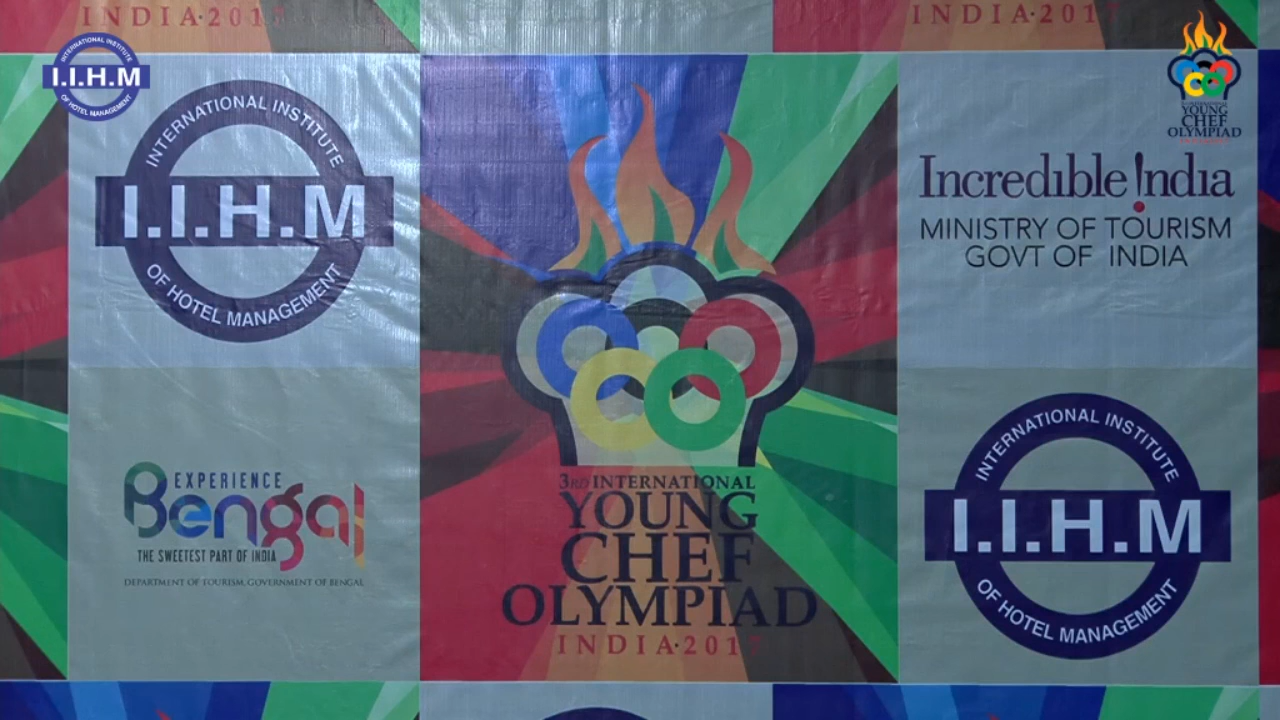 INDIA·2017
INDIA·2017
INTERNATIONAL INSTITUTE
I.I.H.M
OF HOTEL MANAGEMENT
INTERNATIONAL INSTITUTE
I.I.H.M
OF HOTEL MANAGEMENT
YOUNG
CHEF
OLYMPIAD
Incredible !ndia
MINISTRY OF TOURISM
GOVT OF INDIA
EXPERIENCE
Bengal
THE SWEETEST PART OF INDIA
DEPARTMENT OF TOURISM, GOVERNMENT OF BENGAL
3RD INTERNATIONAL
YOUNG
CHEF
OLYMPIAD
INDIA·2017
INTERNATIONAL INSTITUTE
I.I.H.M
OF HOTEL MANAGEMENT